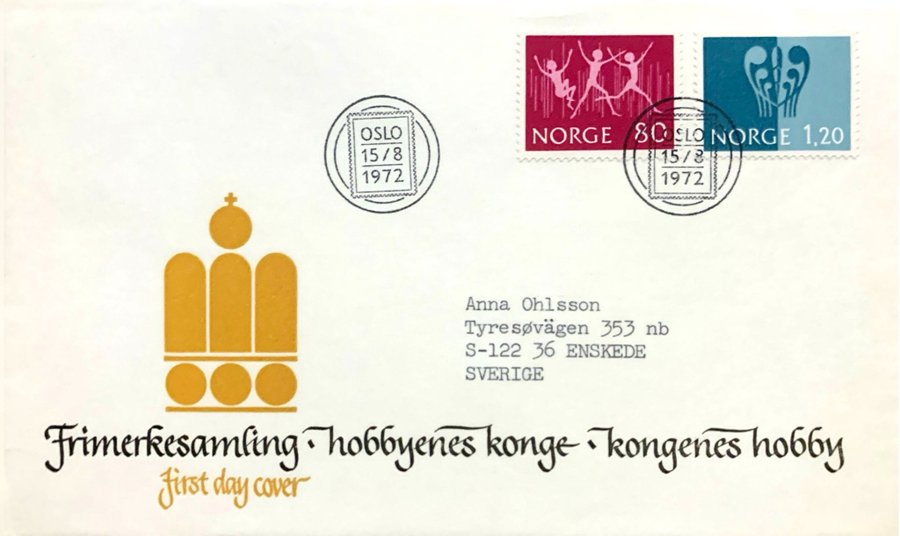 NORGE 80
NORGE 1,20
OSLO
15/8
1972
OSLO
15/8
1972
Anna Ohlsson
Tyresøvägen 353 nb
S-122 36 ENSKEDE
SVERIGE
Frimerkesamling · hobbyenes konge · kongenes hobby
First day cover